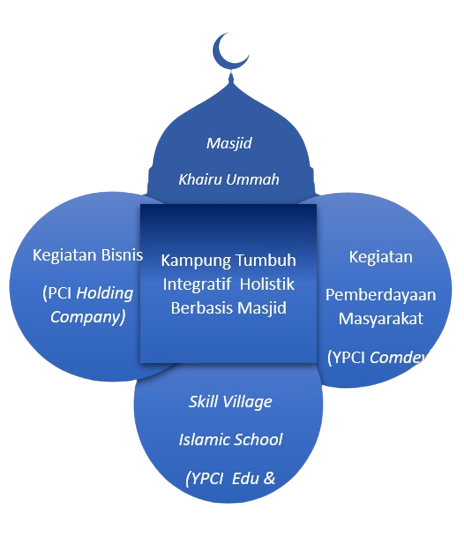 Masjid
Khairu Ummah
Kegiatan Bisnis
(PCI Holding
Company)
Kampung Tumbuh
Integratif Holistik
Berbasis Masjid
Kegiatan
Pemberdayaan
Masyarakat
(YPCI Comdev
Skill Village
Islamic School
(YPCI Edu &